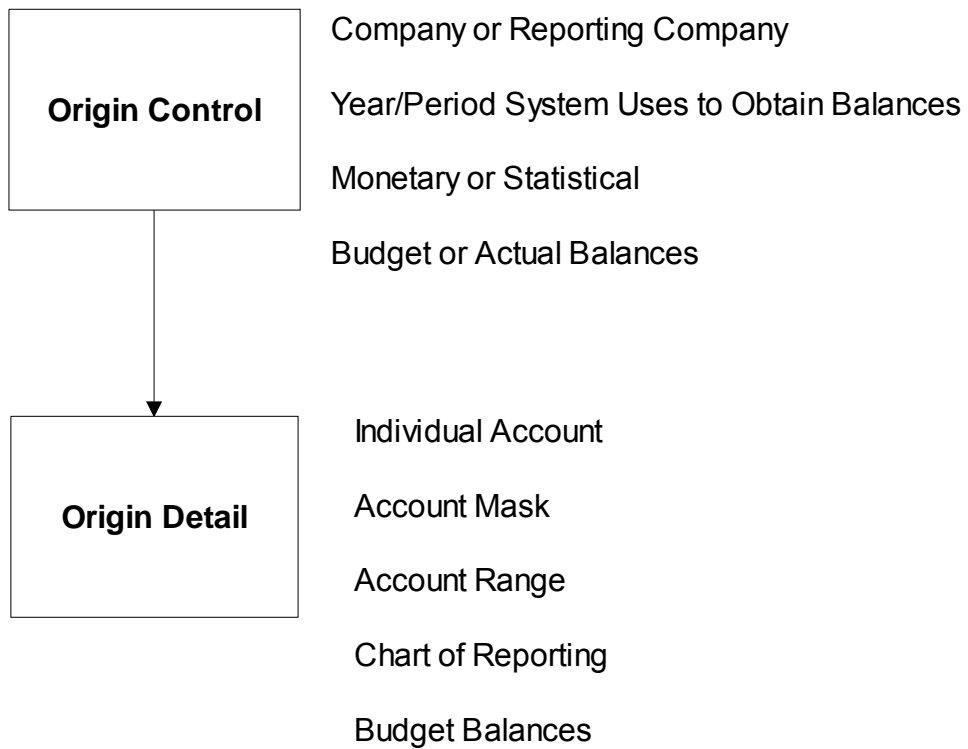 Origin Control
Company or Reporting Company
Year/Period System Uses to Obtain Balances
Monetary or Statistical
Budget or Actual Balances
Origin Detail
Individual Account
Account Mask
Account Range
Chart of Reporting
Budget Balances